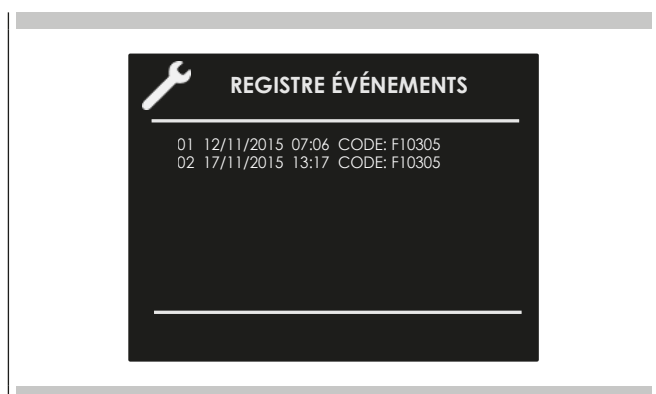 REGISTRE ÉVÉNEMENTS
01 12/11/2015 07:06 CODE: F10305
02 17/11/2015 13:17 CODE: F10305